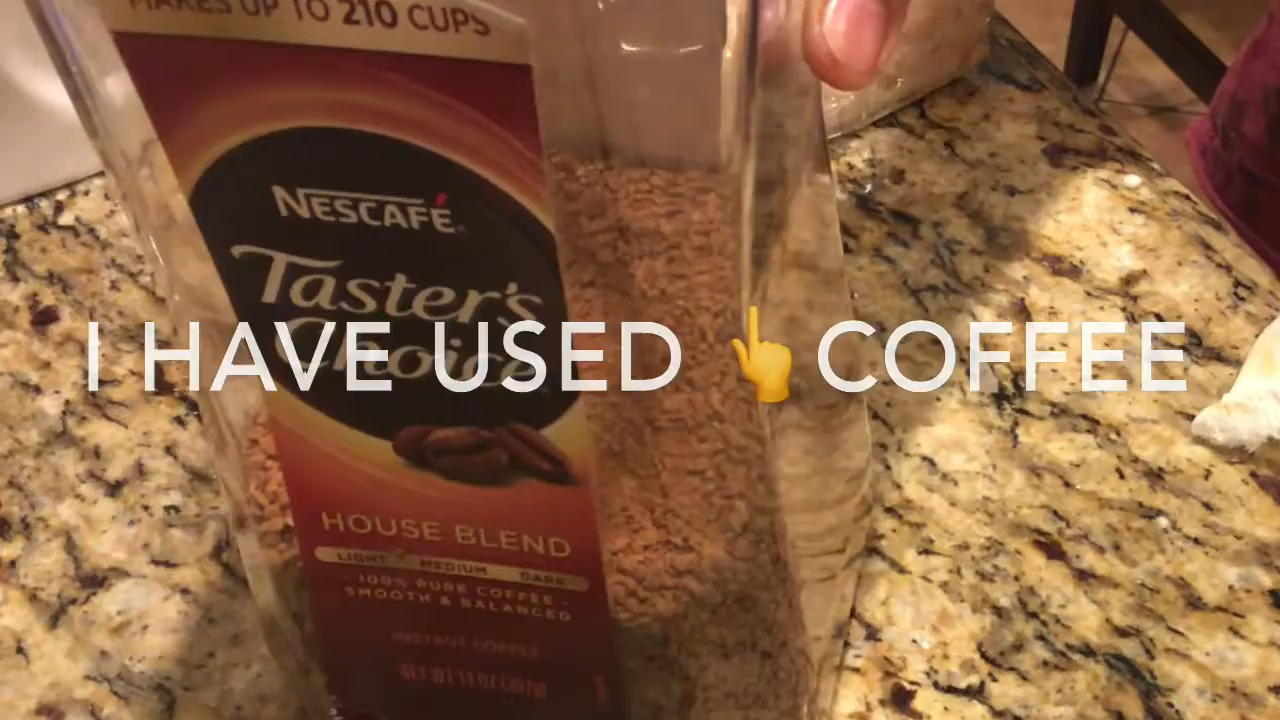 MAKES UP TO 210 CUPS
NESCAFÉ
Taster's
Choice
I HAVE USED 👆 COFFEE
HOUSE BLEND
LIGHT MEDIUM DARK
- 100% PURE COFFEE -
SMOOTH & BALANCED
INSTANT COFFEE